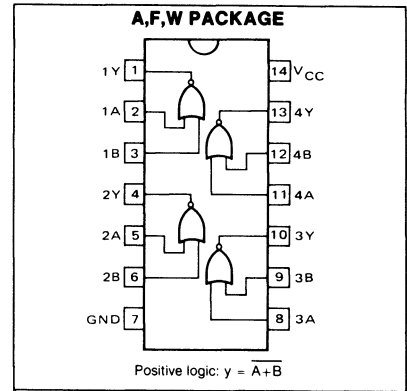 A,F,W PACKAGE
1Y 1 14 VCC
1A 2 13 4Y
1B 3 12 4B
2Y 4 11 4A
2A 5 10 3Y
2B 6 9 3B
GND 7 8 3A
Positive logic: y = A+B